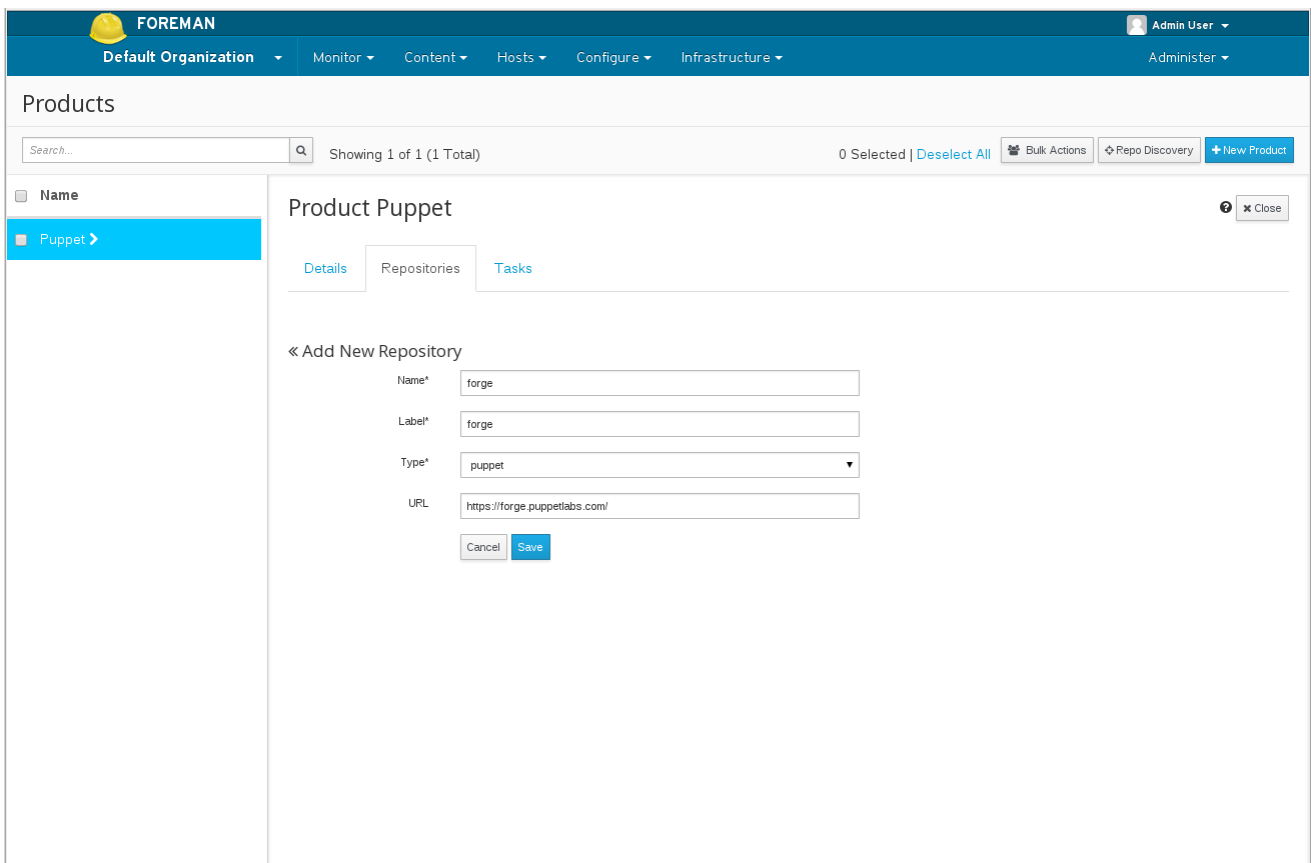 FOREMAN
Admin User
Default Organization Monitor Content Hosts Configure Infrastructure Administer
Products
Search... Showing 1 of 1 (1 Total) 0 Selected | Deselect All Bulk Actions Repo Discovery New Product
Name
Puppet
Product Puppet
Close
Details Repositories Tasks
« Add New Repository
Name* forge
Label* forge
Type* puppet
URL https://forge.puppetlabs.com/
Cancel Save